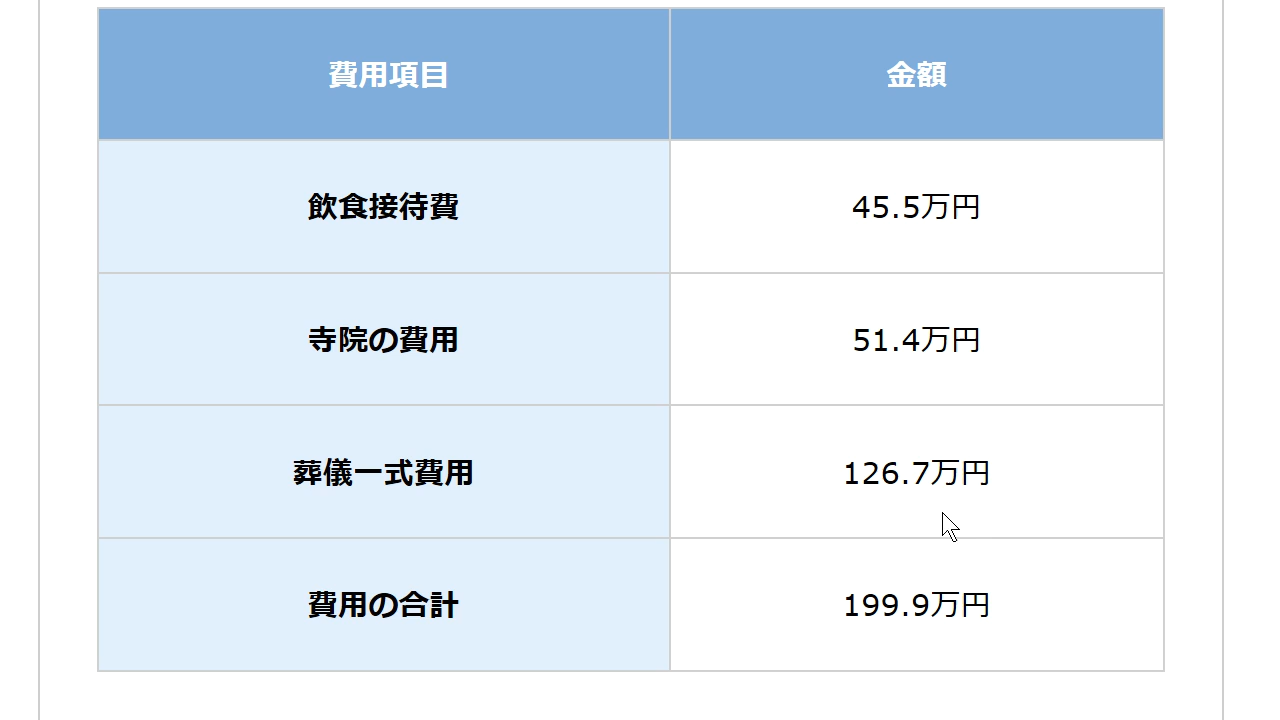 費用項目 金額
飲食接待費 45.5万円
寺院の費用 51.4万円
葬儀一式費用 126.7万円
費用の合計 199.9万円